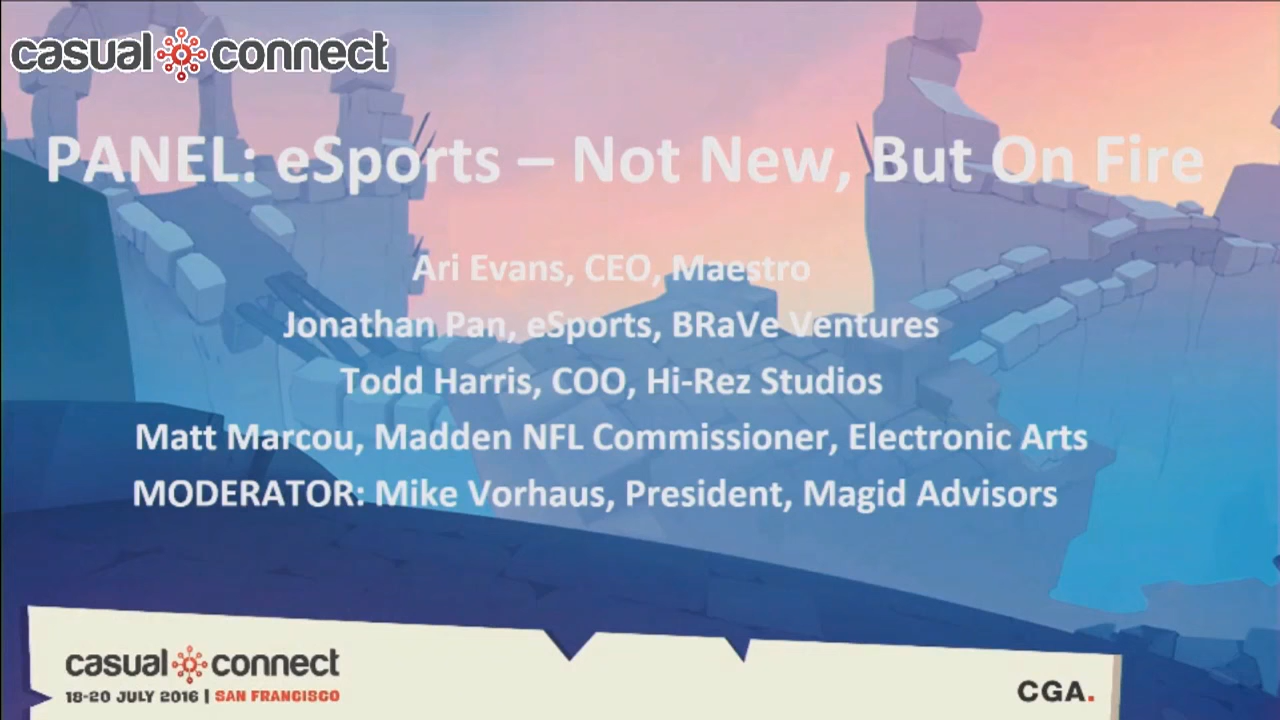 casual connect
PANEL: eSports – Not New, But On Fire
Ari Evans, CEO, Maestro
Jonathan Pan, eSports, BRaVe Ventures
Todd Harris, COO, Hi-Rez Studios
Matt Marcou, Madden NFL Commissioner, Electronic Arts
MODERATOR: Mike Vorhaus, President, Magid Advisors
casual connect
18-20 JULY 2016 | SAN FRANCISCO
CGA.